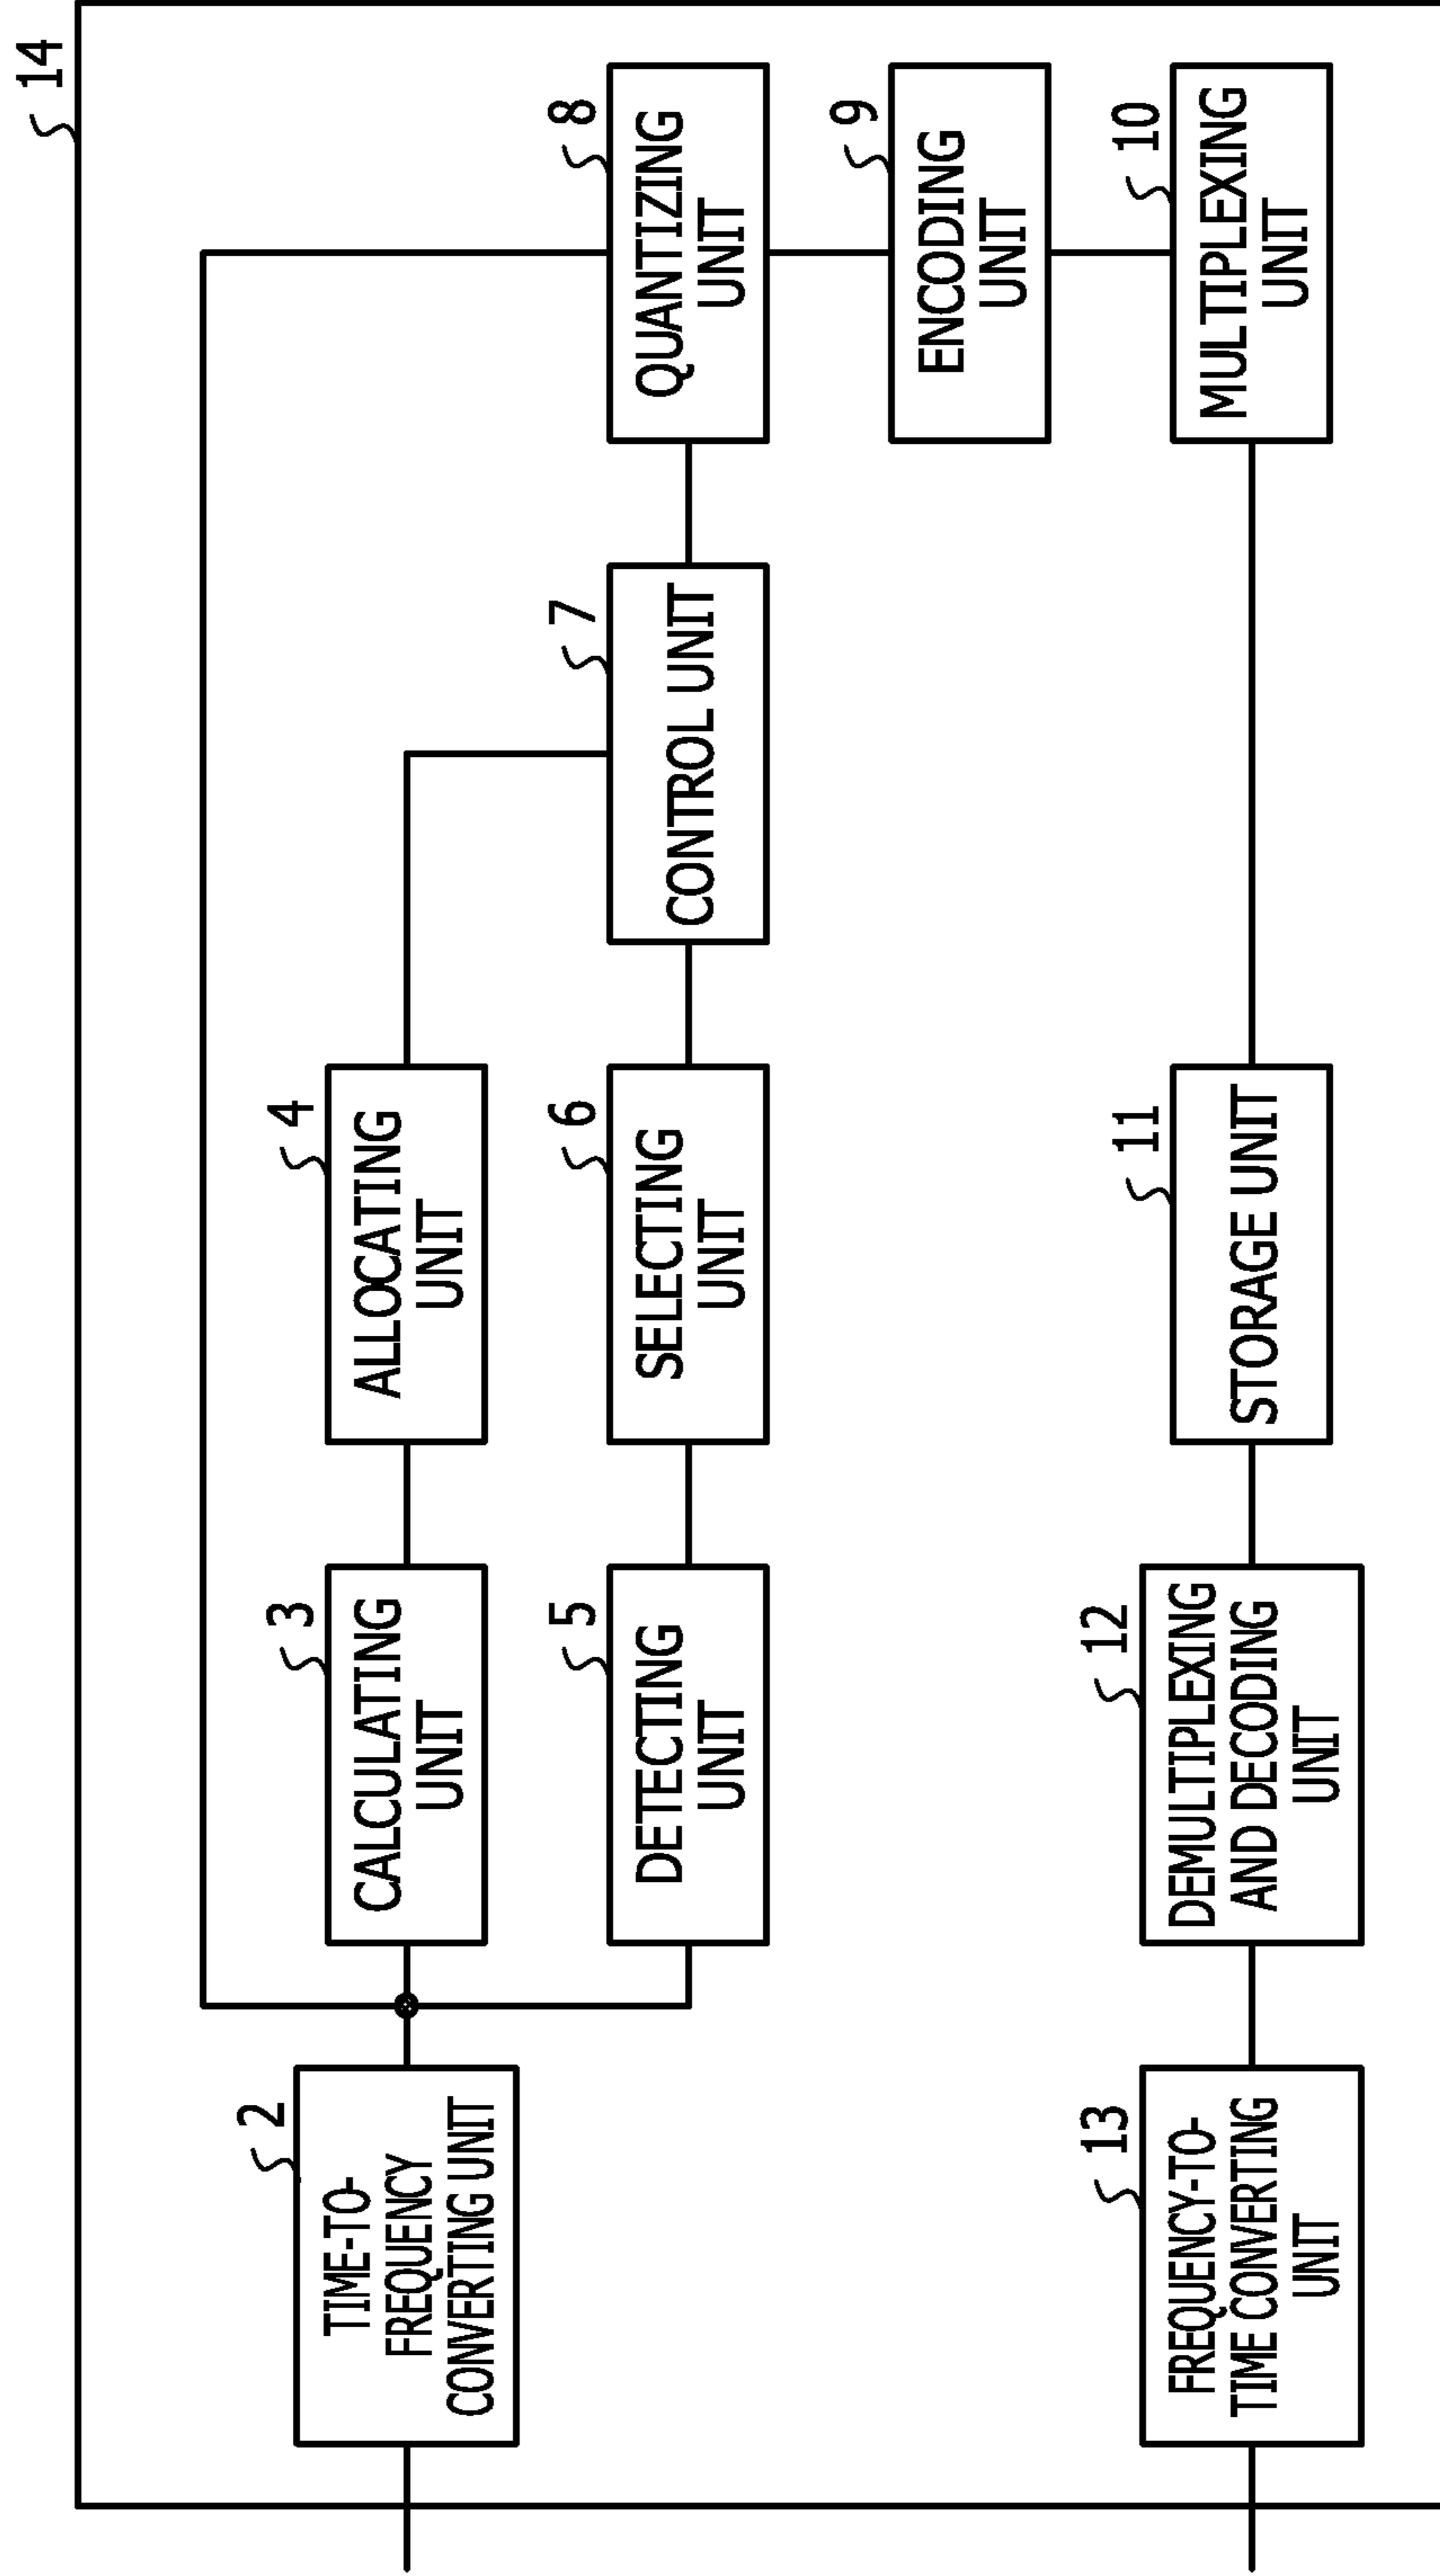 14
2
TIME-TO-
FREQUENCY
CONVERTING UNIT
3
CALCULATING
UNIT
4
ALLOCATING
UNIT
5
DETECTING
UNIT
6
SELECTING
UNIT
7
CONTROL UNIT
8
QUANTIZING
UNIT
9
ENCODING
UNIT
13
FREQUENCY-TO-
TIME CONVERTING
UNIT
12
DEMULTIPLEXING
AND DECODING
UNIT
11
STORAGE UNIT
10
MULTIPLEXING
UNIT